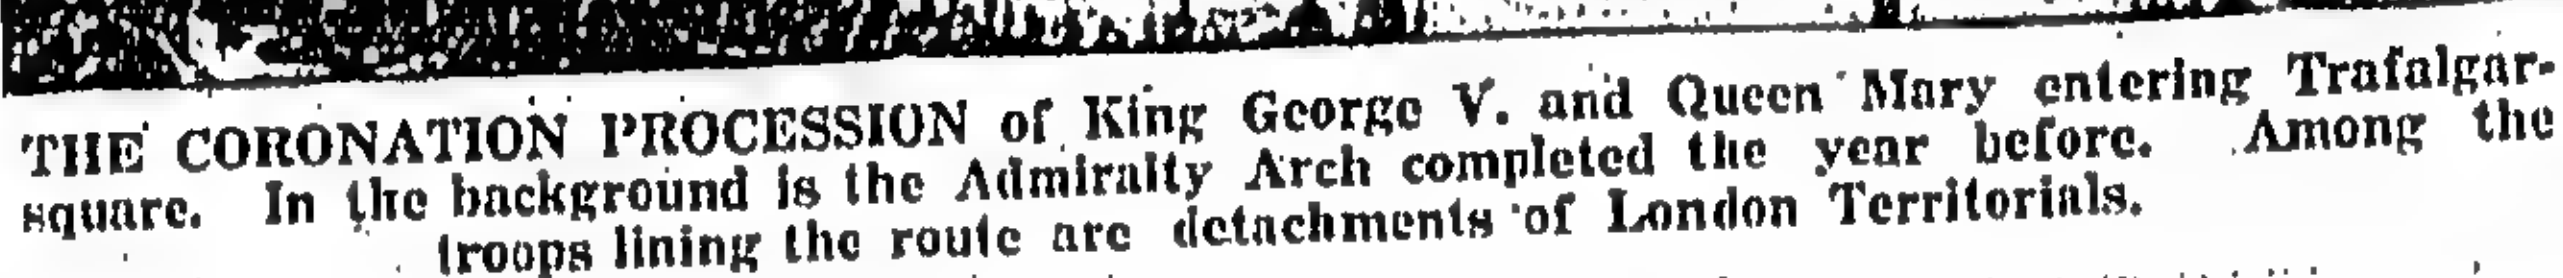 THE CORONATION PROCESSION of King George V. and Queen Mary entering Trafalgar-
square. In the background is the Admiralty Arch completed the year before. Among the
troops lining the route are detachments of London Territorials.